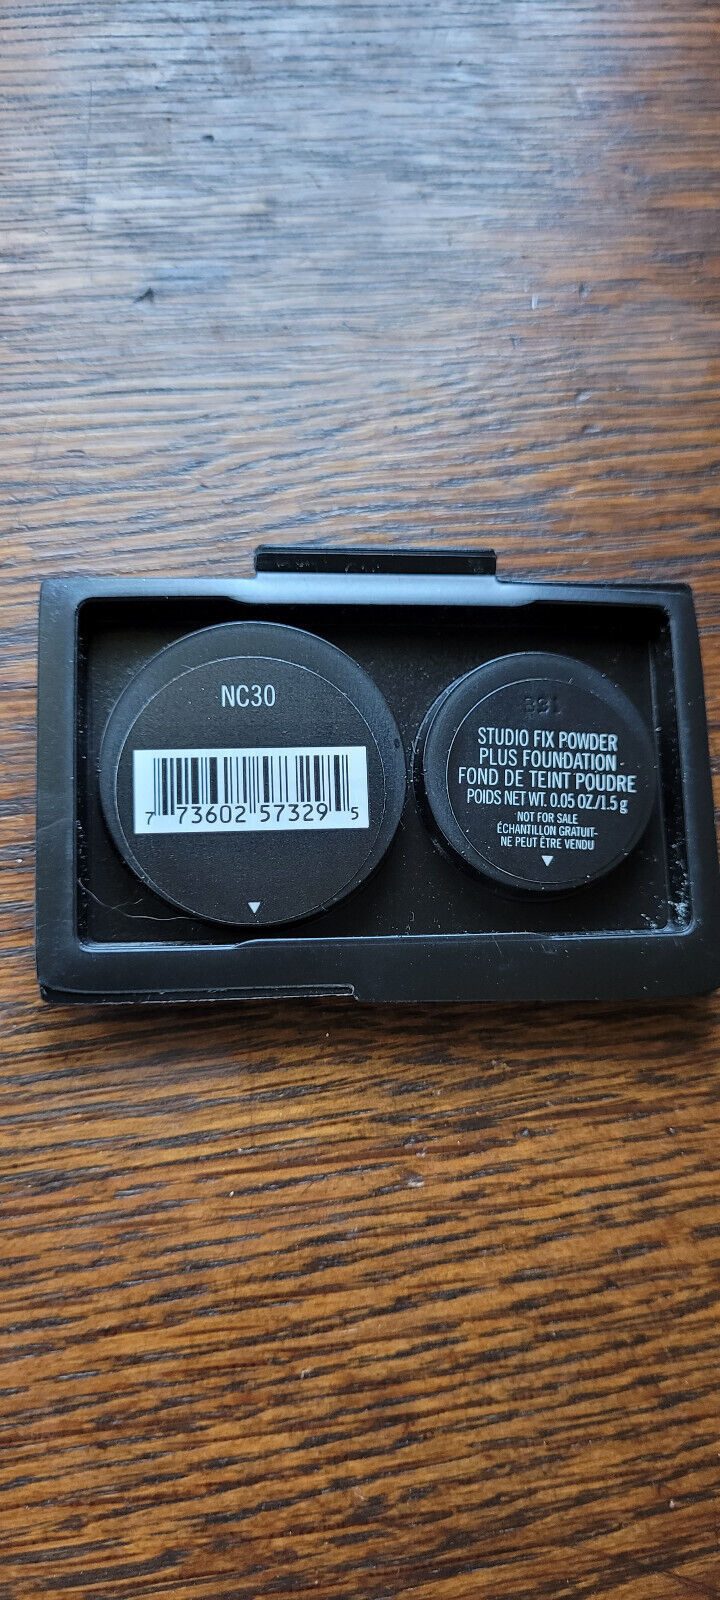 NC30
7 73602 57329 5
STUDIO FIX POWDER
PLUS FOUNDATION -
FOND DE TEINT POUDRE
POIDS NET WT. 0.05 OZ./1.5 g
NOT FOR SALE
ÉCHANTILLON GRATUIT-
NE PEUT ÊTRE VENDU